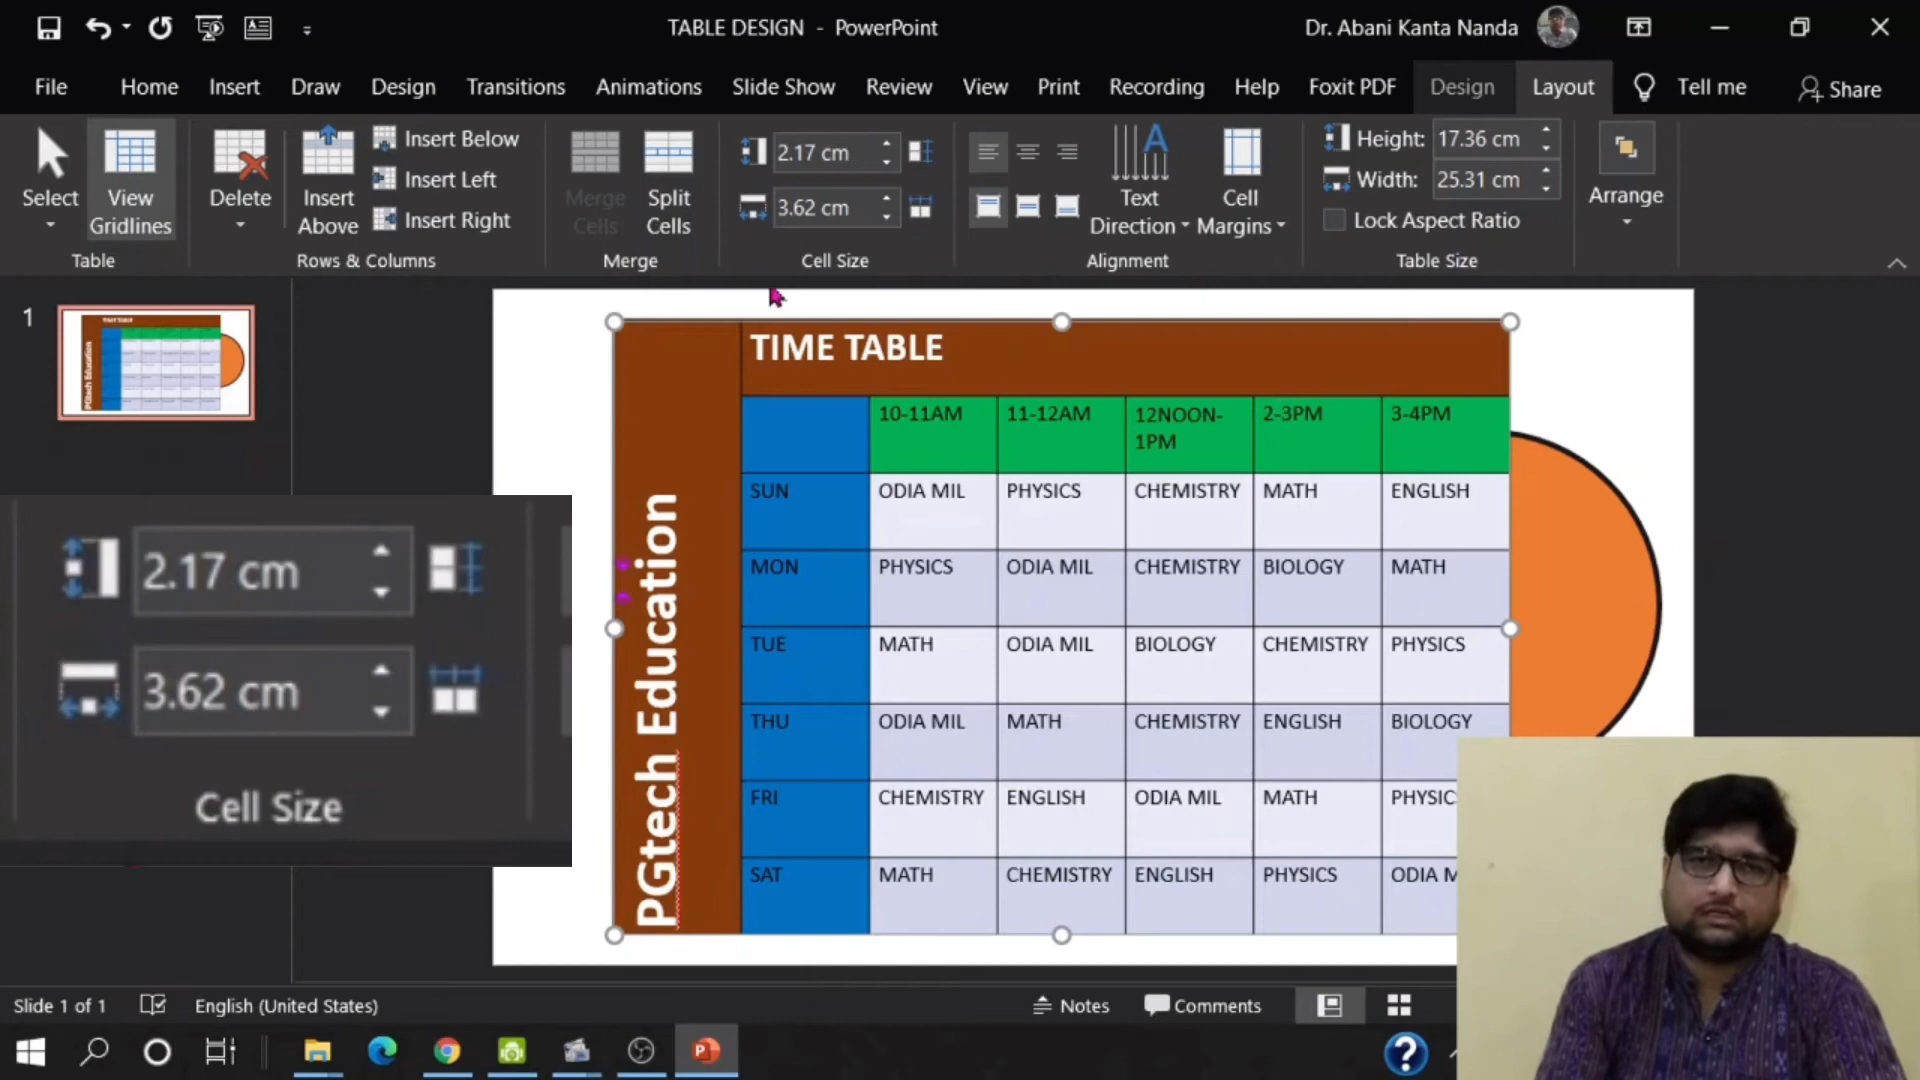 TABLE DESIGN - PowerPoint
Dr. Abani Kanta Nanda
File Home Insert Draw Design Transitions Animations Slide Show Review View Print Recording Help Foxit PDF Design Layout Tell me Share
Select
View
Gridlines
Table
Delete
Insert
Above
Insert Below
Insert Left
Insert Right
Rows & Columns
Merge
Cells
Split
Cells
Merge
2.17 cm
3.62 cm
Cell Size
Text
Direction
Cell
Margins
Alignment
Height: 17.36 cm
Width: 25.31 cm
Lock Aspect Ratio
Table Size
Arrange
1
TIME TABLE
PGtech Education
2.17 cm
3.62 cm
Cell Size
PGtech Education
TIME TABLE
10-11AM 11-12AM 12NOON- 2-3PM 3-4PM
1PM
SUN ODIA MIL PHYSICS CHEMISTRY MATH ENGLISH
MON PHYSICS ODIA MIL CHEMISTRY BIOLOGY MATH
TUE MATH ODIA MIL BIOLOGY CHEMISTRY PHYSICS
THU ODIA MIL MATH CHEMISTRY ENGLISH BIOLOGY
FRI CHEMISTRY ENGLISH ODIA MIL MATH PHYSIC
SAT MATH CHEMISTRY ENGLISH PHYSICS ODIA M
Slide 1 of 1 English (United States) Notes Comments